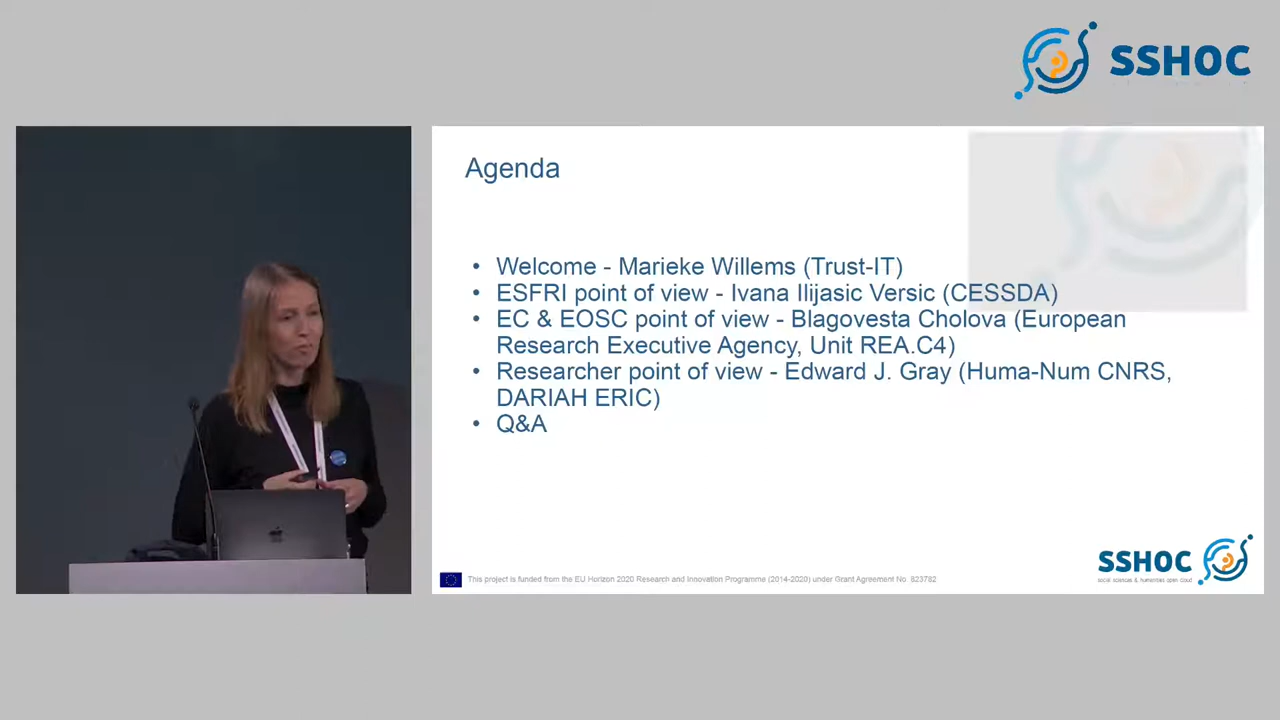 SSHOC
Agenda
• Welcome - Marieke Willems (Trust-IT)
• ESFRI point of view - Ivana Ilijasic Versic (CESSDA)
• EC & EOSC point of view - Blagovesta Cholova (European
Research Executive Agency, Unit REA.C4)
• Researcher point of view - Edward J. Gray (Huma-Num CNRS,
DARIAH ERIC)
• Q&A
SSHOC
social sciences & humanities open cloud
This project is funded from the EU Horizon 2020 Research and Innovation Programme (2014-2020) under Grant Agreement No. 823782